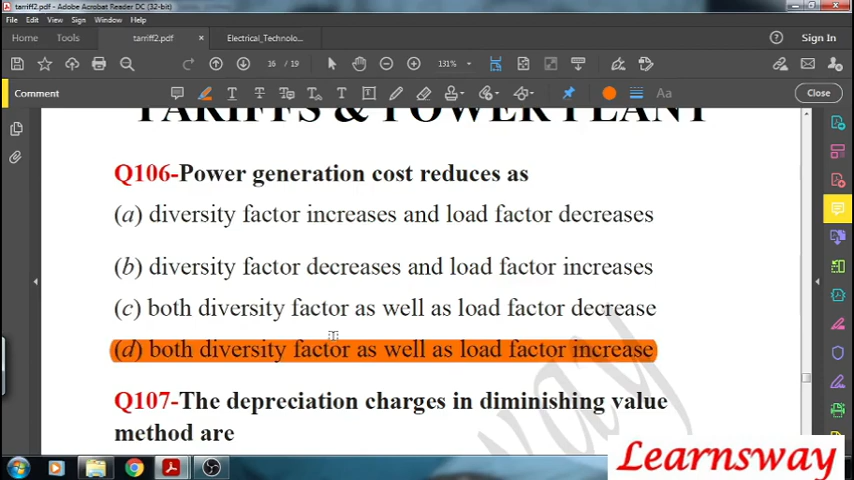 tarriff2.pdf - Adobe Acrobat Reader DC (32-bit)
File Edit View Sign Window Help
Home Tools tarriff2.pdf × Electrical_Technolo... Sign In
16 / 19 131%
Comment Aa Close
TARIFFS & POWER PLANT
Q106-Power generation cost reduces as
(a) diversity factor increases and load factor decreases
(b) diversity factor decreases and load factor increases
(c) both diversity factor as well as load factor decrease
(d) both diversity factor as well as load factor increase
Q107-The depreciation charges in diminishing value
method are
Learnsway